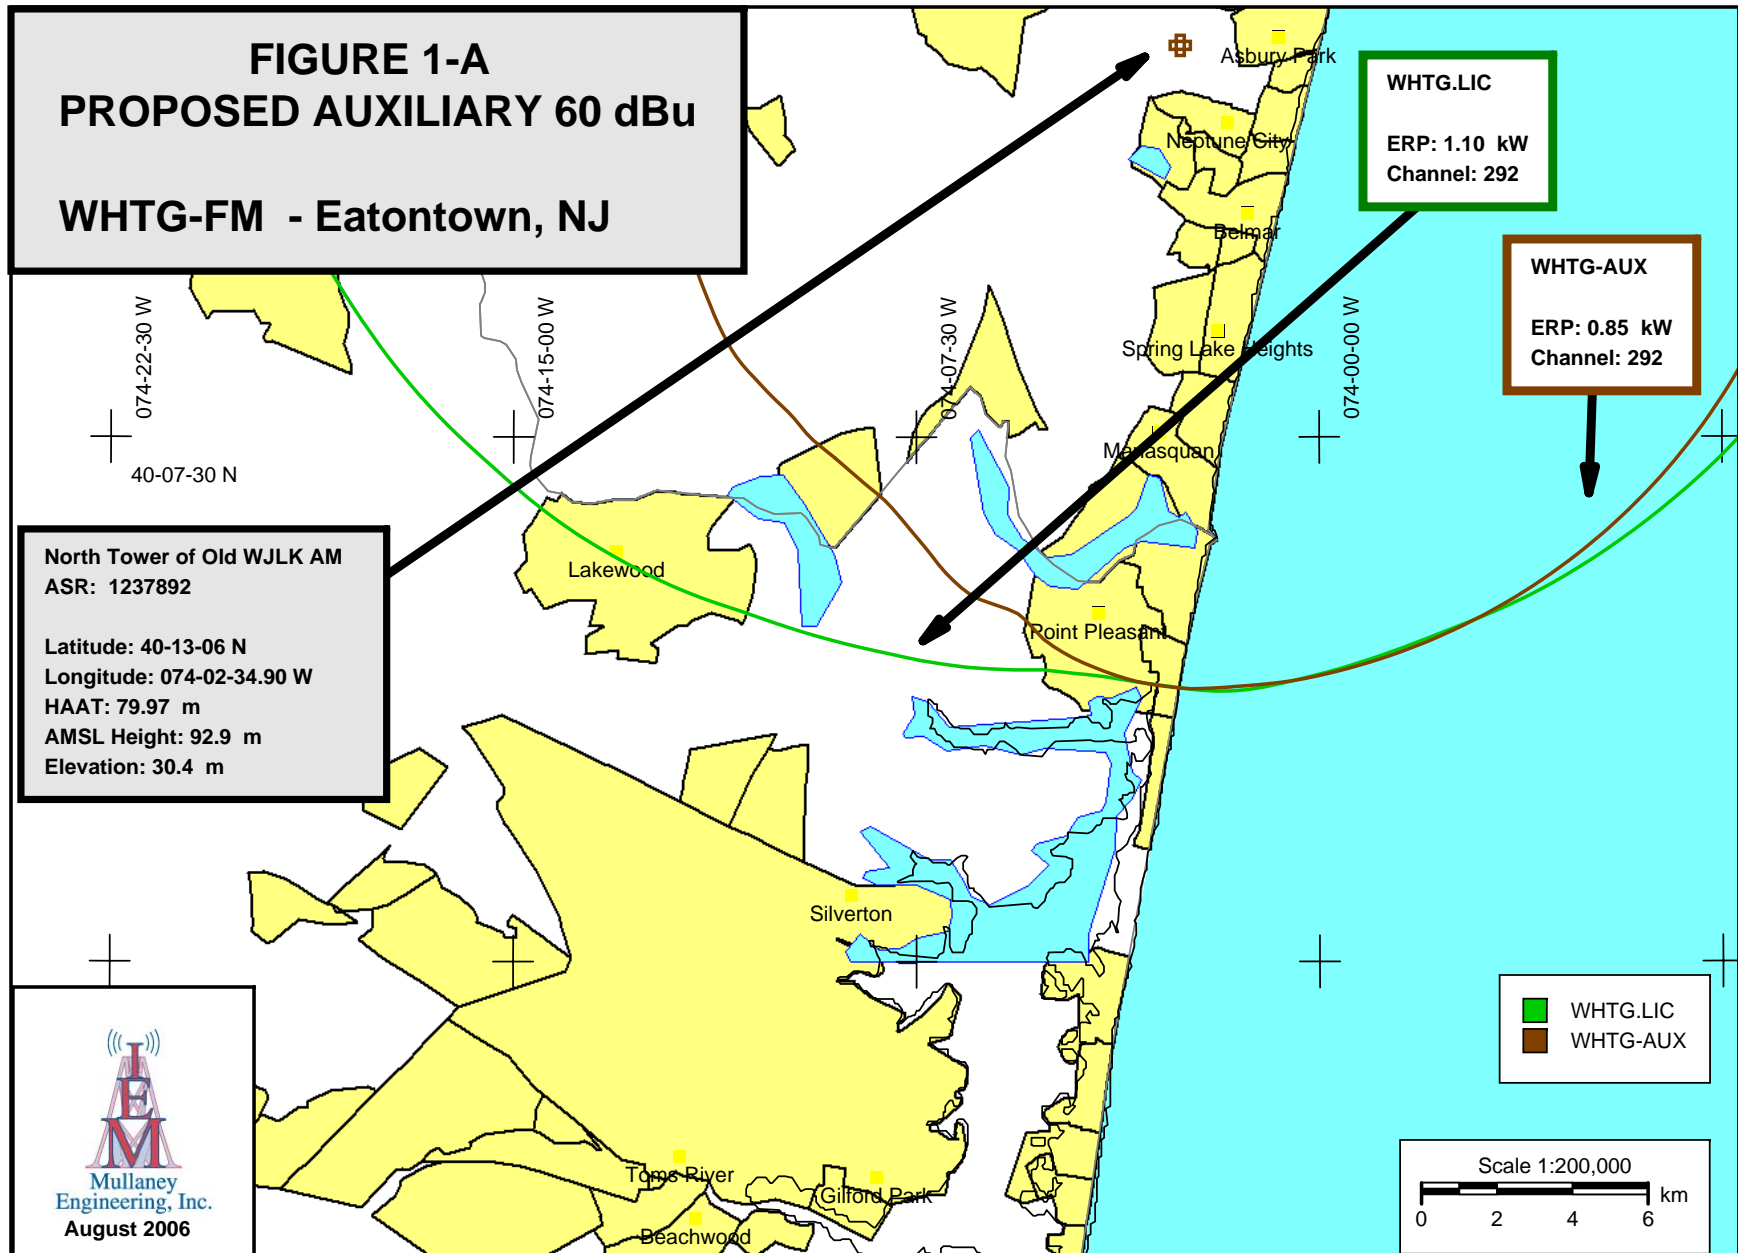 FIGURE 1-A
PROPOSED AUXILIARY 60 dBu
WHTG-FM - Eatontown, NJ
Asbury Park
Neptune City
Belmar
Spring Lake Heights
Manasquan
Point Pleasant
Lakewood
Silverton
Toms River
Gilford Park
Beachwood
WHTG.LIC
ERP: 1.10 kW
Channel: 292
WHTG-AUX
ERP: 0.85 kW
Channel: 292
074-22-30 W
074-15-00 W
074-07-30 W
074-00-00 W
40-07-30 N
North Tower of Old WJLK AM
ASR: 1237892
Latitude: 40-13-06 N
Longitude: 074-02-34.90 W
HAAT: 79.97 m
AMSL Height: 92.9 m
Elevation: 30.4 m
MEI
Mullaney
Engineering, Inc.
August 2006
WHTG.LIC
WHTG-AUX
Scale 1:200,000
0 2 4 6 km